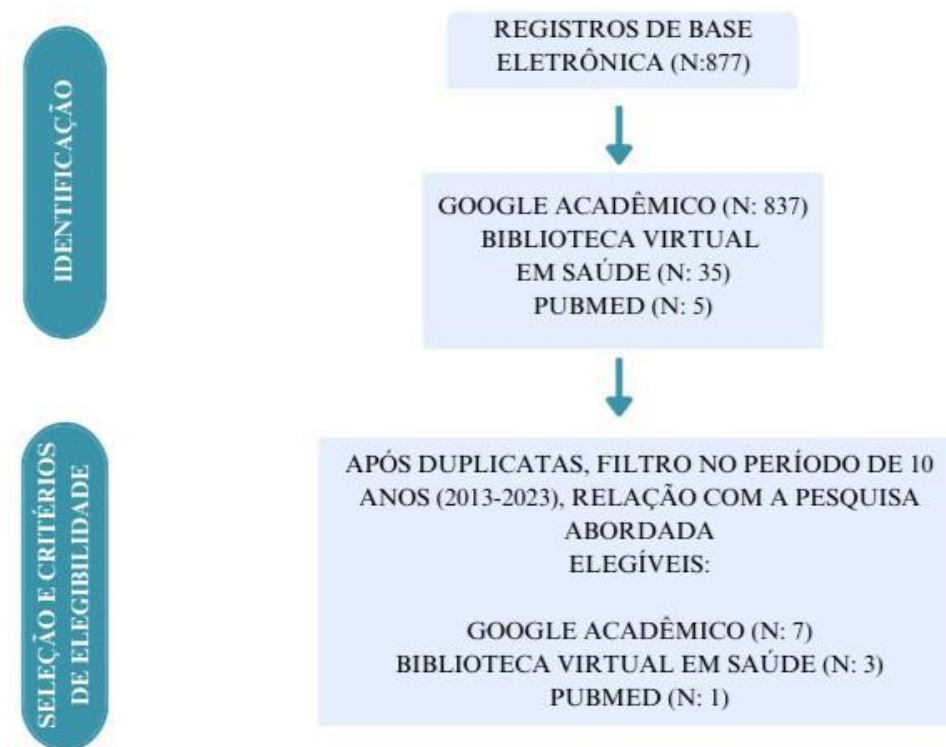 IDENTIFICAÇÃO
REGISTROS DE BASE
ELETRÔNICA (N:877)
GOOGLE ACADÊMICO (N: 837)
BIBLIOTECA VIRTUAL
EM SAÚDE (N: 35)
PUBMED (N: 5)
SELEÇÃO E CRITÉRIOS
DE ELEGIBILIDADE
APÓS DUPLICATAS, FILTRO NO PERÍODO DE 10
ANOS (2013-2023), RELAÇÃO COM A PESQUISA
ABORDADA
ELEGÍVEIS:
GOOGLE ACADÊMICO (N: 7)
BIBLIOTECA VIRTUAL EM SAÚDE (N: 3)
PUBMED (N: 1)